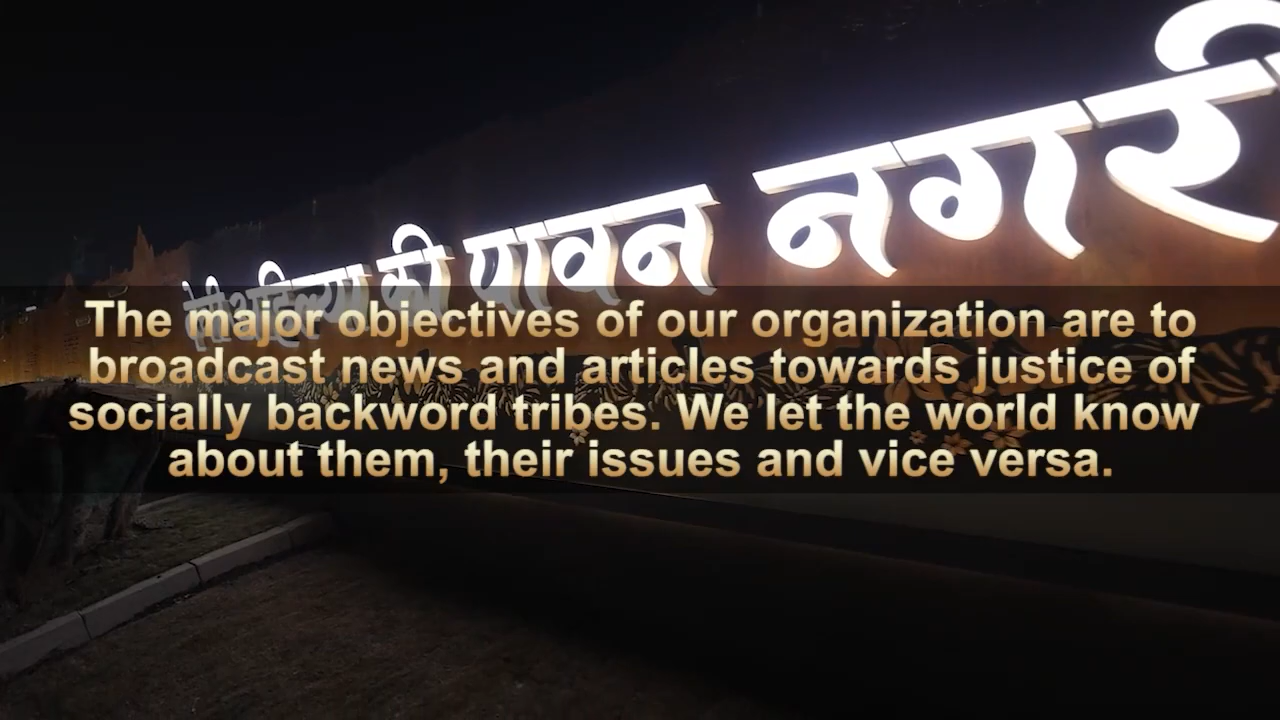 देवी अहिल्या की पावन नगरी
The major objectives of our organization are to
broadcast news and articles towards justice of
socially backword tribes. We let the world know
about them, their issues and vice versa.